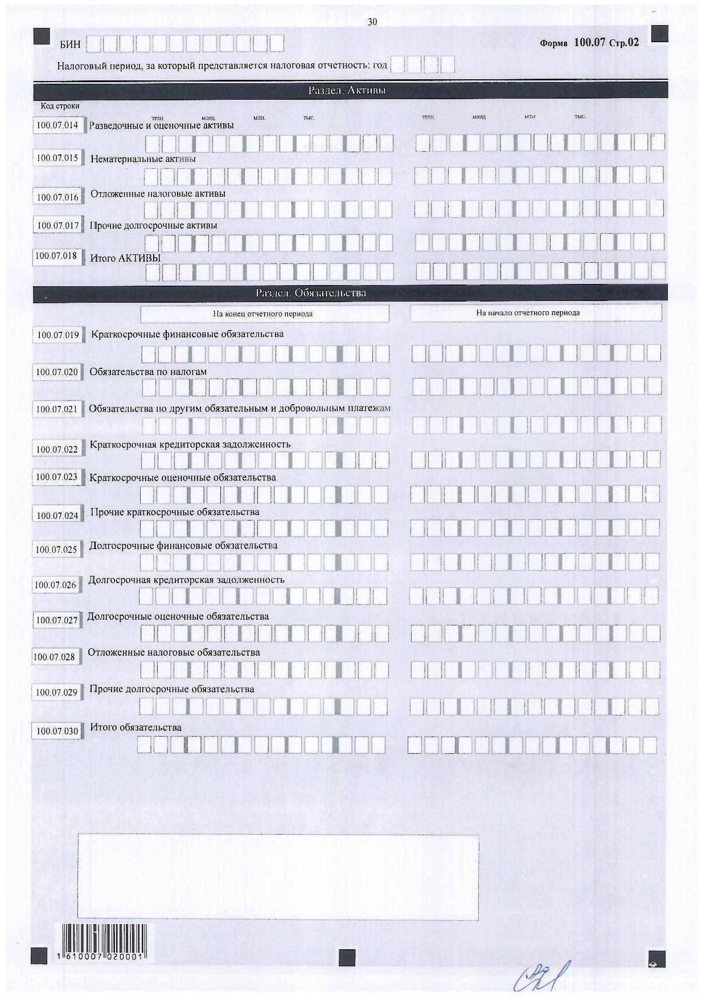 30
БИН
Форма 100.07 Стр.02
Налоговый период, за который представляется налоговая отчетность: год
Раздел. Активы
Код строки
ТРЛН. МЛРД. МЛН. ТЫС. ТРЛН. МЛРД. МЛН ТЫС.
100.07.014 Разведочные и оценочные активы
100.07.015 Нематериальные активы
100.07.016 Отложенные налоговые активы
100.07.017 Прочие долгосрочные активы
100.07.018 Итого АКТИВЫ
Раздел. Обязательства
На конец отчетного периода На начало отчетного периода
100.07.019 Краткосрочные финансовые обязательства
100.07.020 Обязательства по налогам
100.07.021 Обязательства по другим обязательным и добровольным платежам
100.07.022 Краткосрочная кредиторская задолженность
100.07.023 Краткосрочные оценочные обязательства
100.07.024 Прочие краткосрочные обязательства
100.07.025 Долгосрочные финансовые обязательства
100.07.026 Долгосрочная кредиторская задолженность
100.07.027 Долгосрочные оценочные обязательства
100.07.028 Отложенные налоговые обязательства
100.07.029 Прочие долгосрочные обязательства
100.07.030 Итого обязательства
1 610007 020001